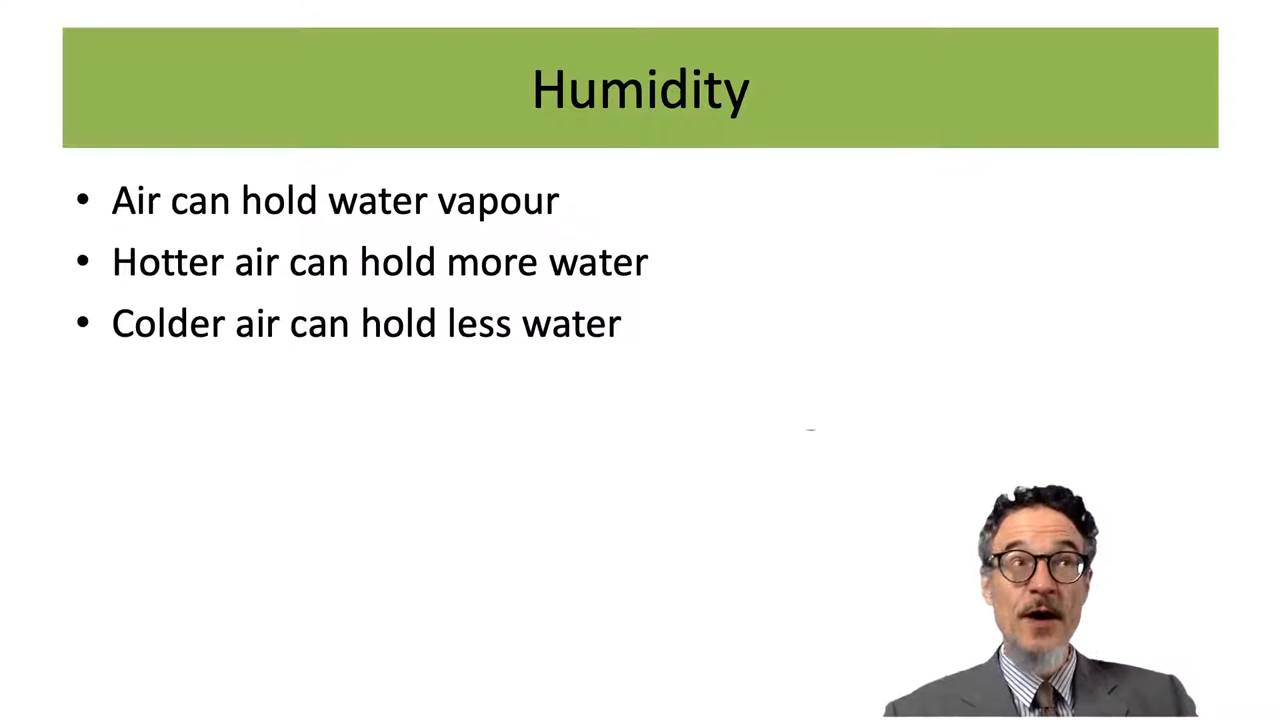 Humidity
• Air can hold water vapour
• Hotter air can hold more water
• Colder air can hold less water